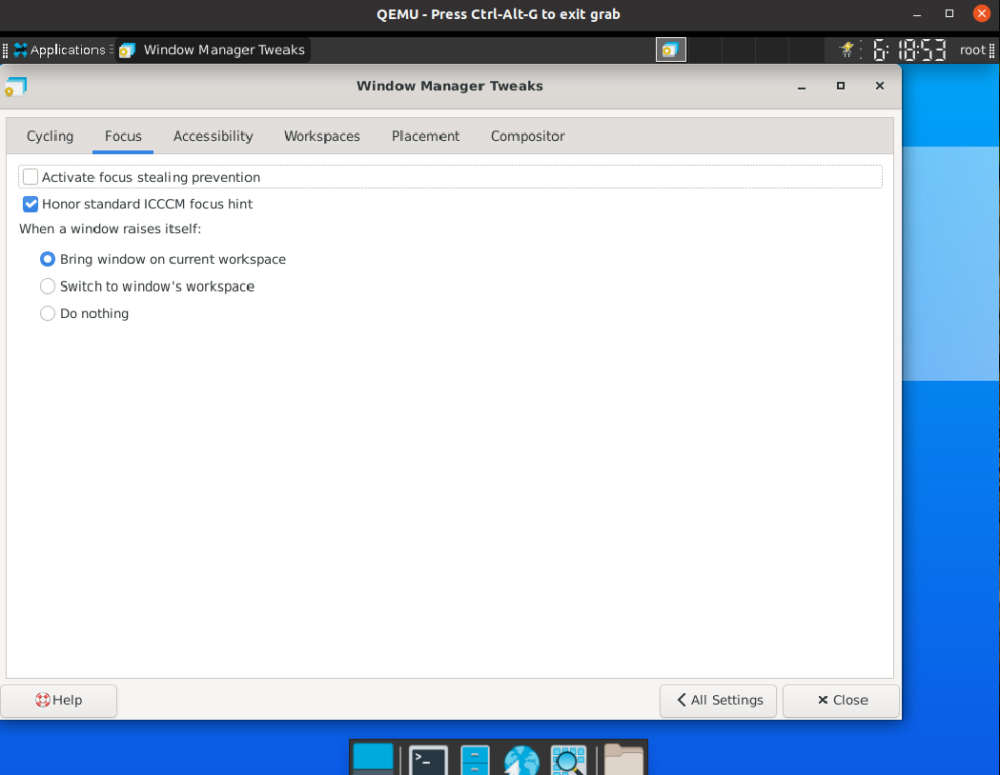 QEMU - Press Ctrl-Alt-G to exit grab
Applications Window Manager Tweaks 6:18:53 root
Window Manager Tweaks
Cycling Focus Accessibility Workspaces Placement Compositor
Activate focus stealing prevention
Honor standard ICCCM focus hint
When a window raises itself:
Bring window on current workspace
Switch to window's workspace
Do nothing
Help All Settings Close